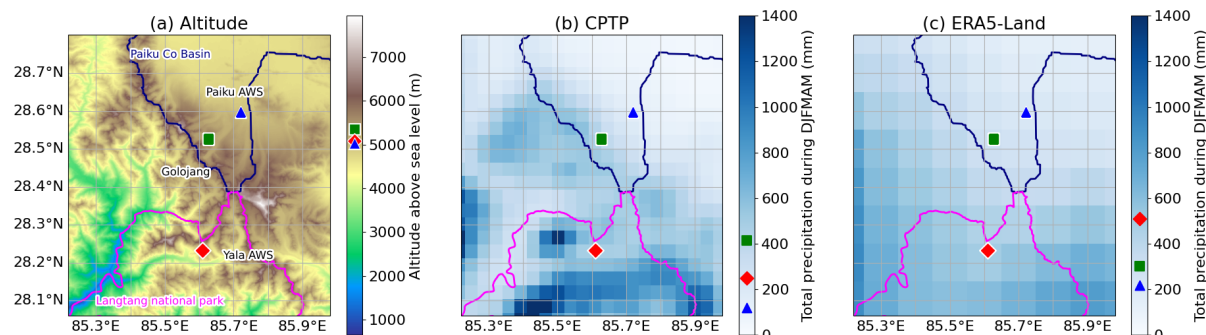 (a) Altitude
Paiku Co Basin
Paiku AWS
Golojang
Yala AWS
Langtang national park
28.7°N
28.6°N
28.5°N
28.4°N
28.3°N
28.2°N
28.1°N
85.3°E 85.5°E 85.7°E 85.9°E
7000
6000
5000
4000
3000
2000
1000
Altitude above sea level (m)
(b) CPTP
85.3°E 85.5°E 85.7°E 85.9°E
1400
1200
1000
800
600
400
200
0
Total precipitation during DJFMAM (mm)
(c) ERA5-Land
85.3°E 85.5°E 85.7°E 85.9°E
1400
1200
1000
800
600
400
200
0
Total precipitation during DJFMAM (mm)